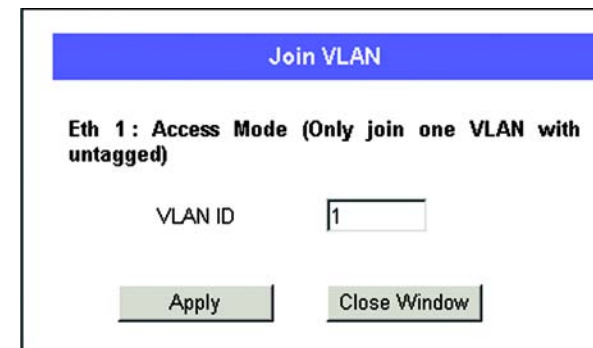 Join VLAN
Eth 1 : Access Mode (Only join one VLAN with
untagged)
VLAN ID 1
Apply Close Window